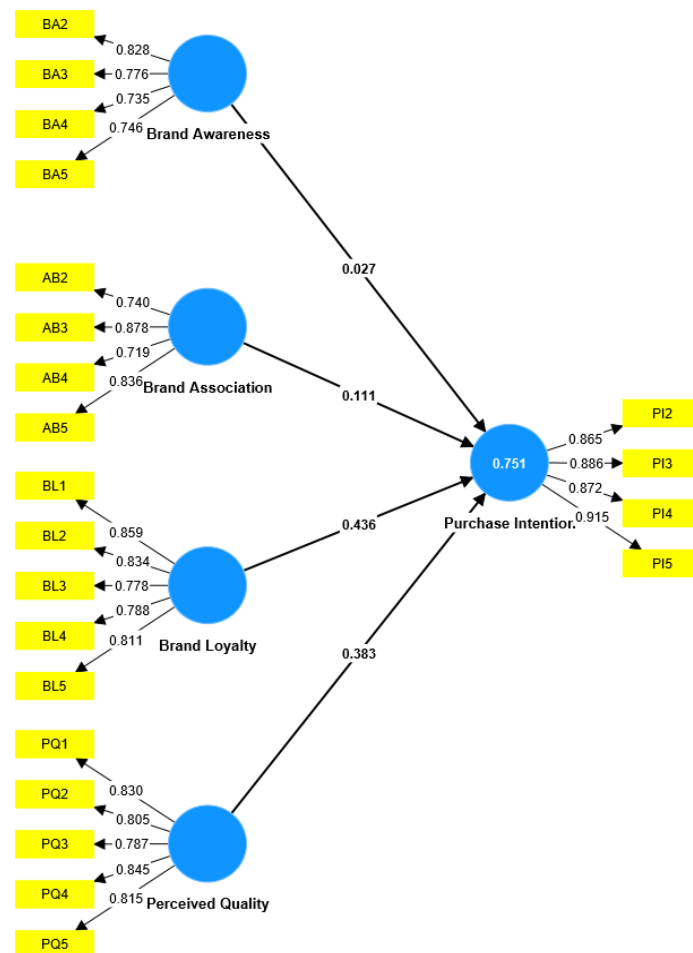 BA2
0.828
BA3
0.776
BA4
0.735
BA5
0.746
Brand Awareness
0.027
AB2
0.740
AB3
0.878
AB4
0.719
AB5
0.836
Brand Association
0.111
BL1
0.859
BL2
0.834
BL3
0.778
BL4
0.788
BL5
0.811
Brand Loyalty
0.436
PQ1
0.830
PQ2
0.805
PQ3
0.787
PQ4
0.845
PQ5
0.815
Perceived Quality
0.383
0.751
Purchase Intention
PI2
0.865
PI3
0.886
PI4
0.872
PI5
0.915